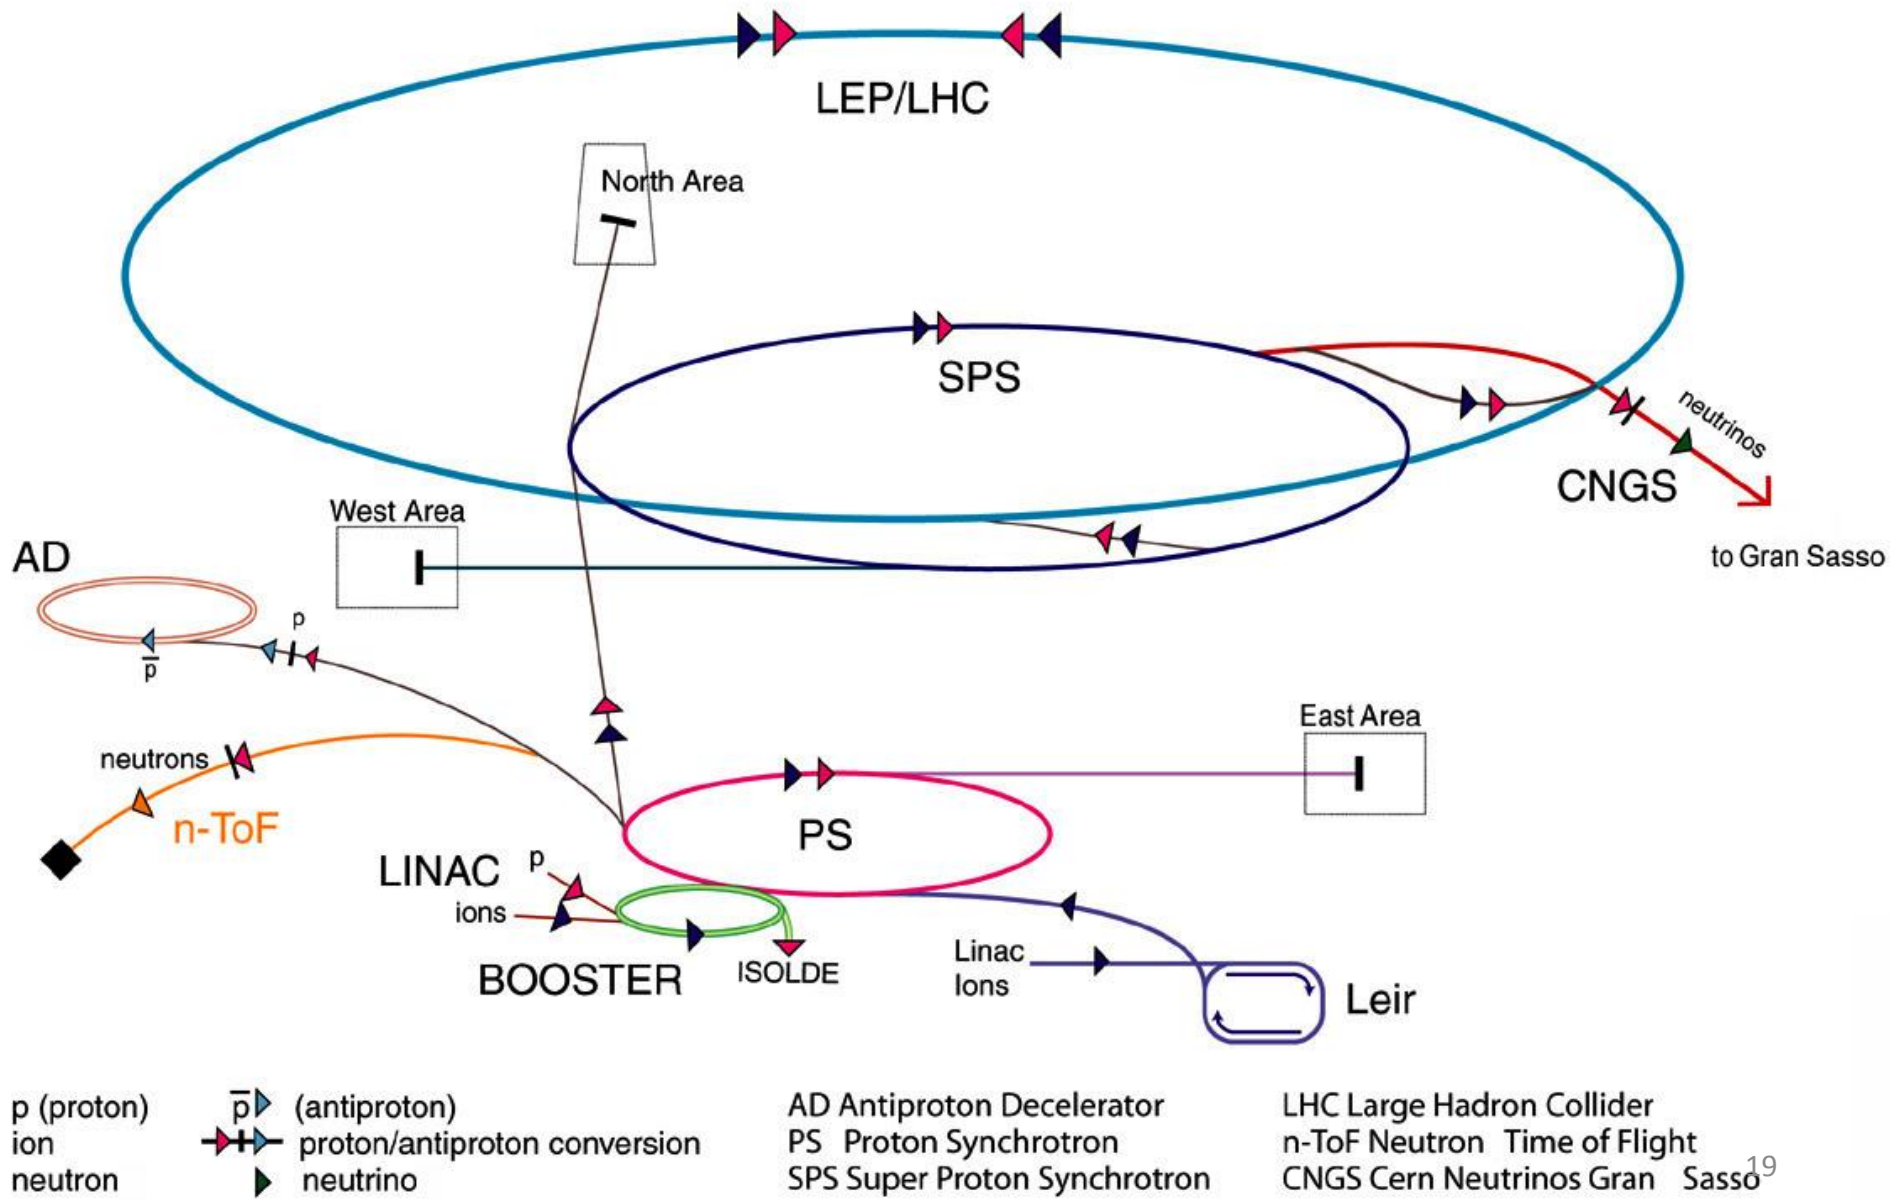 LEP/LHC
North Area
SPS
neutrinos
CNGS
to Gran Sasso
West Area
AD
p
p̅
neutrons
n-ToF
East Area
PS
LINAC
p
ions
BOOSTER
ISOLDE
Linac
Ions
Leir
p (proton)
ion
neutron
p̅ (antiproton)
proton/antiproton conversion
neutrino
AD Antiproton Decelerator
PS Proton Synchrotron
SPS Super Proton Synchrotron
LHC Large Hadron Collider
n-ToF Neutron Time of Flight
CNGS Cern Neutrinos Gran Sasso
19